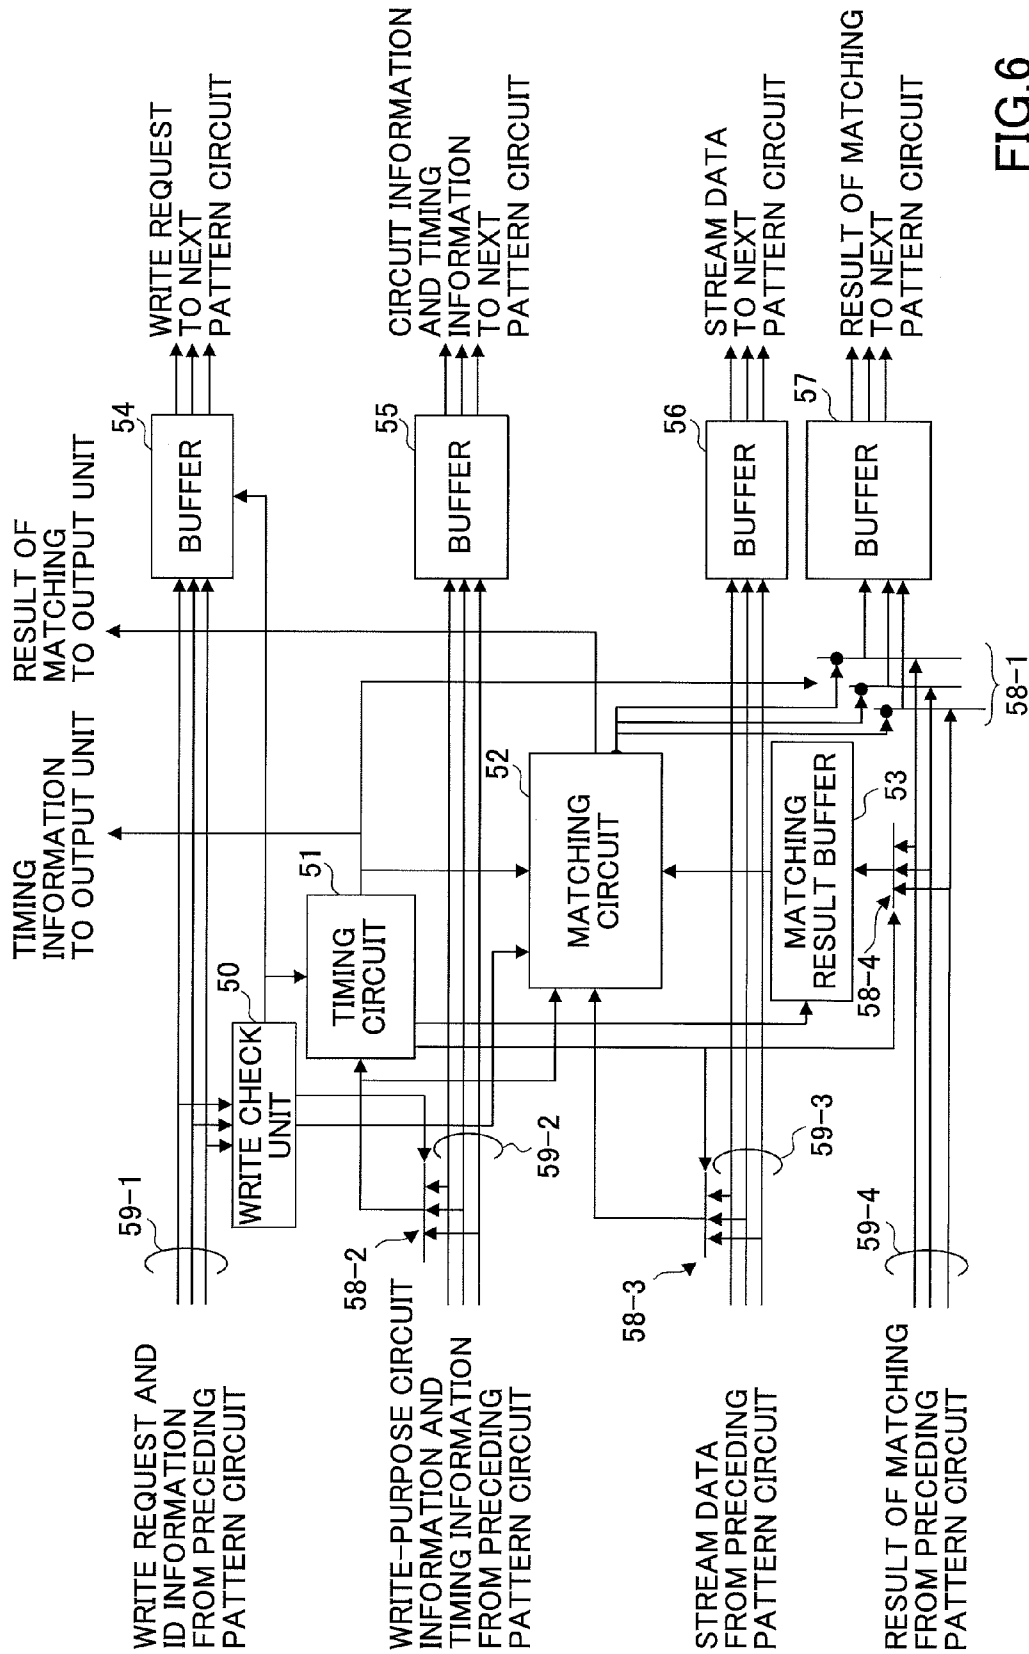 RESULT OF
MATCHING
TO OUTPUT UNIT
TIMING
INFORMATION
TO OUTPUT UNIT
WRITE REQUEST AND
ID INFORMATION
FROM PRECEDING
PATTERN CIRCUIT
59-1
WRITE CHECK
UNIT
50
54
BUFFER
WRITE REQUEST
TO NEXT
PATTERN CIRCUIT
TIMING
CIRCUIT
51
WRITE-PURPOSE CIRCUIT
INFORMATION AND
TIMING INFORMATION
FROM PRECEDING
PATTERN CIRCUIT
58-2
59-2
55
BUFFER
CIRCUIT INFORMATION
AND TIMING
INFORMATION
TO NEXT
PATTERN CIRCUIT
52
MATCHING
CIRCUIT
STREAM DATA
FROM PRECEDING
PATTERN CIRCUIT
58-3
59-3
56
BUFFER
STREAM DATA
TO NEXT
PATTERN CIRCUIT
MATCHING
RESULT BUFFER
53
58-4
RESULT OF MATCHING
FROM PRECEDING
PATTERN CIRCUIT
59-4
58-1
57
BUFFER
RESULT OF MATCHING
TO NEXT
PATTERN CIRCUIT
FIG.6